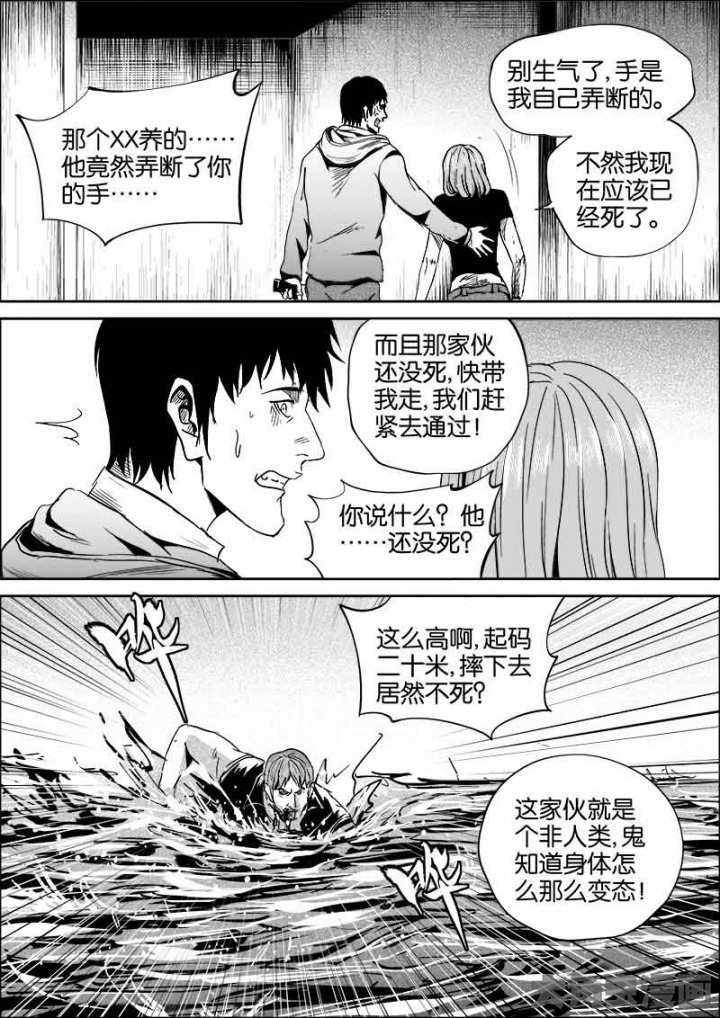 那个XX养的……
他竟然弄断了你
的手……
别生气了,手是
我自己弄断的。
不然我现
在应该已
经死了。
而且那家伙
还没死,快带
我走,我们赶
紧去通过!
你说什么?他
……还没死?
这么高啊,起码
二十米,摔下去
居然不死?
哗
哗
这家伙就是
个非人类,鬼
知道身体怎
么那么变态!